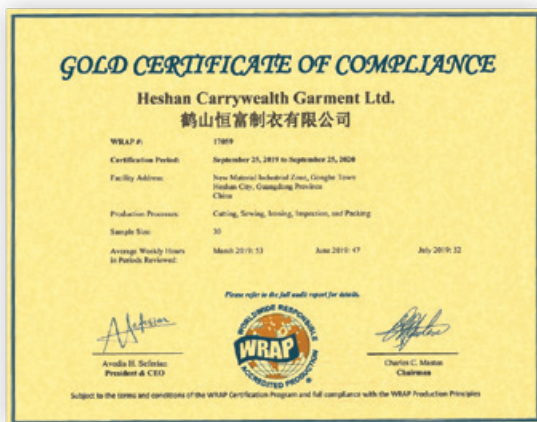 GOLD CERTIFICATE OF COMPLIANCE
Heshan Carrywealth Garment Ltd.
鹤山恒富制衣有限公司
WRAP #: 17059
Certification Period: September 25, 2019 to September 25, 2020
Facility Address: New Material Industrial Zone, Gonghe Town
Heshan City, Guangdong Province
China
Production Processes: Cutting, Sewing, Ironing, Inspection, and Packing
Sample Size: 30
Average Weekly Hours March 2019: 53 June 2019: 47 July 2019: 32
in Periods Reviewed:
Please refer to the full audit report for details.
WORLDWIDE RESPONSIBLE
WRAP
ACCREDITED PRODUCTION
®
Avedis H. Seferian Charles C. Masten
President & CEO Chairman
Subject to the terms and conditions of the WRAP Certification Program and full compliance with the WRAP Production Principles